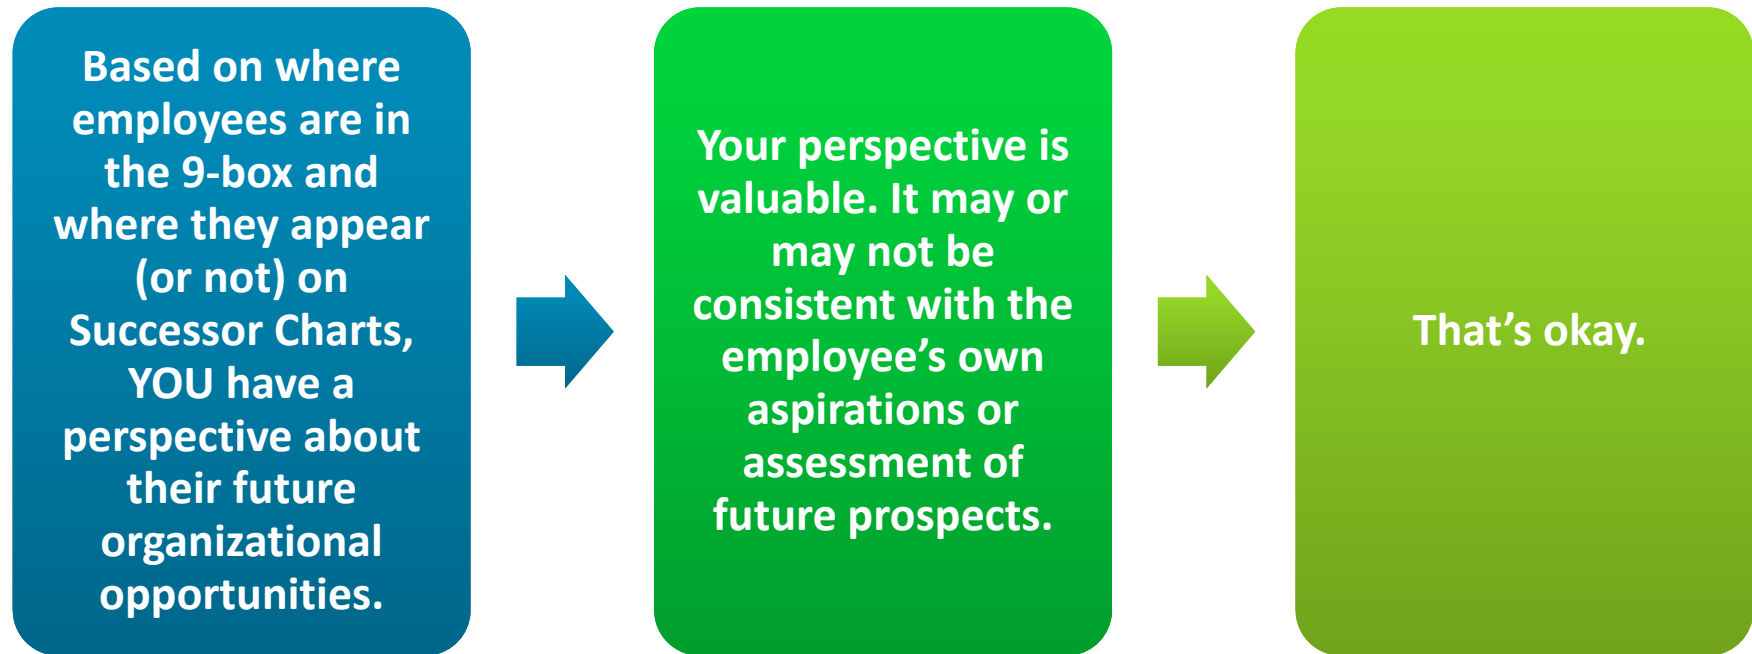 Based on where
employees are in
the 9-box and
where they appear
(or not) on
Successor Charts,
YOU have a
perspective about
their future
organizational
opportunities.
Your perspective is
valuable. It may or
may not be
consistent with the
employee’s own
aspirations or
assessment of
future prospects.
That’s okay.